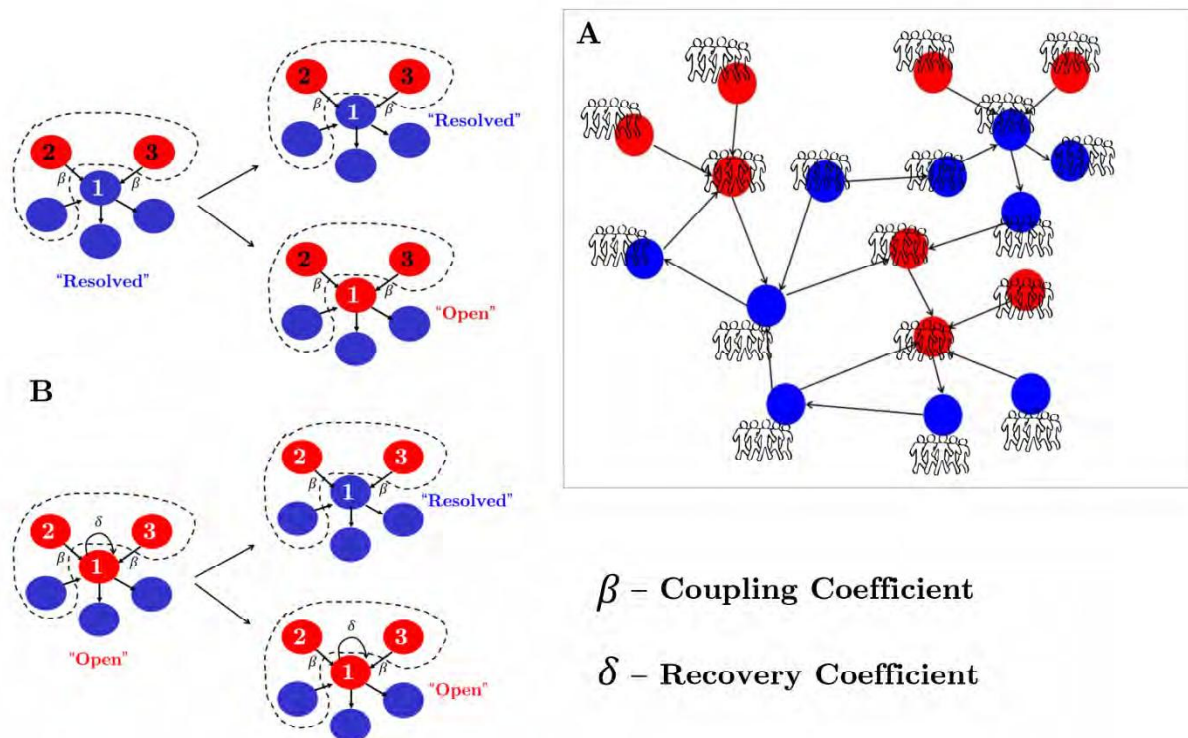 2
3
β
β
1
"Resolved"
2
3
β
1
β
"Resolved"
2
3
β
1
β
"Open"
A
B
δ
2
3
β
1
β
"Open"
2
3
β
1
β
"Resolved"
δ
2
3
β
1
β
"Open"
β – Coupling Coefficient
δ – Recovery Coefficient